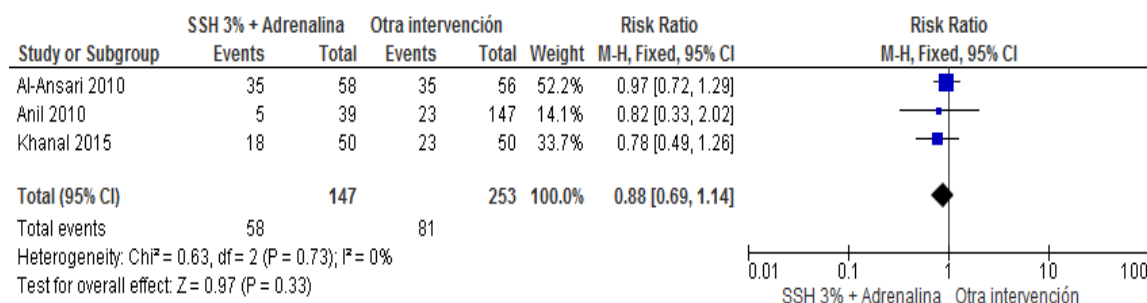 SSH 3% + Adrenalina Otra intervención Risk Ratio Risk Ratio
Study or Subgroup Events Total Events Total Weight M-H, Fixed, 95% CI M-H, Fixed, 95% CI
Al-Ansari 2010 35 58 35 56 52.2% 0.97 [0.72, 1.29]
Anil 2010 5 39 23 147 14.1% 0.82 [0.33, 2.02]
Khanal 2015 18 50 23 50 33.7% 0.78 [0.49, 1.26]
Total (95% CI) 147 253 100.0% 0.88 [0.69, 1.14]
Total events 58 81
Heterogeneity: Chi² = 0.63, df = 2 (P = 0.73); I² = 0%
Test for overall effect: Z = 0.97 (P = 0.33)
0.01 0.1 1 10 100
SSH 3% + Adrenalina Otra intervención